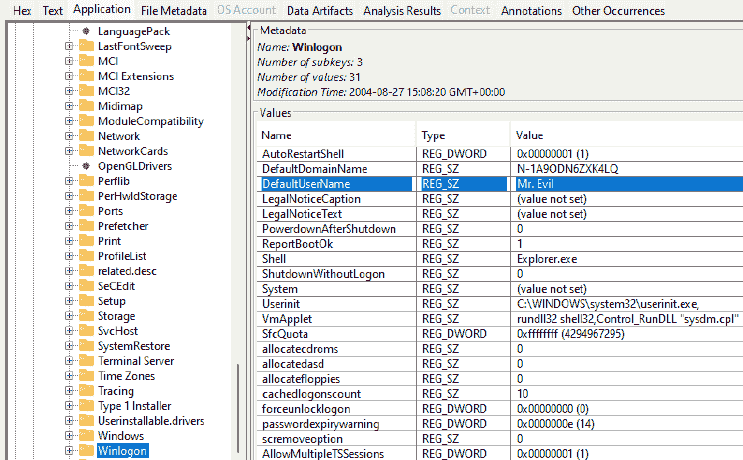 Hex Text Application File Metadata OS Account Data Artifacts Analysis Results Context Annotations Other Occurrences
LanguagePack
LastFontSweep
MCI
MCI Extensions
MCI32
Midimap
ModuleCompatibility
Network
NetworkCards
OpenGLDrivers
Perflib
PerHwIdStorage
Ports
Prefetcher
Print
ProfileList
related.desc
SeCEdit
Setup
Storage
SvcHost
SystemRestore
Terminal Server
Time Zones
Tracing
Type 1 Installer
Userinstallable.drivers
Windows
Winlogon
Metadata
Name: Winlogon
Number of subkeys: 3
Number of values: 31
Modification Time: 2004-08-27 15:08:20 GMT+00:00
Values
Name Type Value
AutoRestartShell REG_DWORD 0x00000001 (1)
DefaultDomainName REG_SZ N-1A9ODN6ZXK4LQ
DefaultUserName REG_SZ Mr. Evil
LegalNoticeCaption REG_SZ (value not set)
LegalNoticeText REG_SZ (value not set)
PowerdownAfterShutdown REG_SZ 0
ReportBootOk REG_SZ 1
Shell REG_SZ Explorer.exe
ShutdownWithoutLogon REG_SZ 0
System REG_SZ (value not set)
Userinit REG_SZ C:\WINDOWS\system32\userinit.exe,
VmApplet REG_SZ rundll32 shell32,Control_RunDLL "sysdm.cpl"
SfcQuota REG_DWORD 0xffffffff (4294967295)
allocatecdroms REG_SZ 0
allocatedasd REG_SZ 0
allocatefloppies REG_SZ 0
cachedlogonscount REG_SZ 10
forceunlocklogon REG_DWORD 0x00000000 (0)
passwordexpirywarning REG_DWORD 0x0000000e (14)
scremoveoption REG_SZ 0
AllowMultipleTSSessions REG_DWORD 0x00000001 (1)